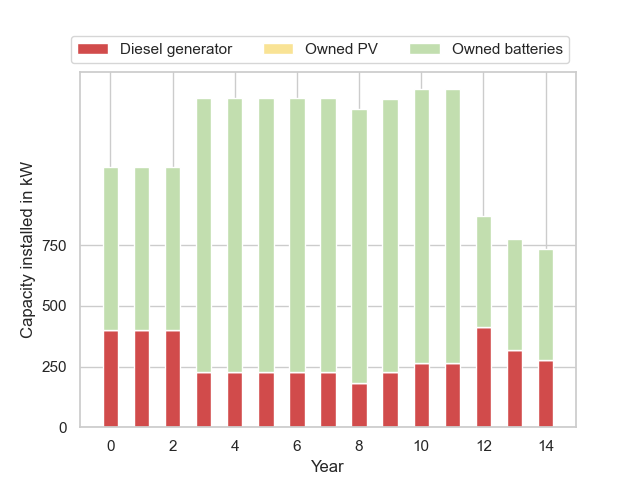 Diesel generator Owned PV Owned batteries
Capacity installed in kW
750
500
250
0
0 2 4 6 8 10 12 14
Year